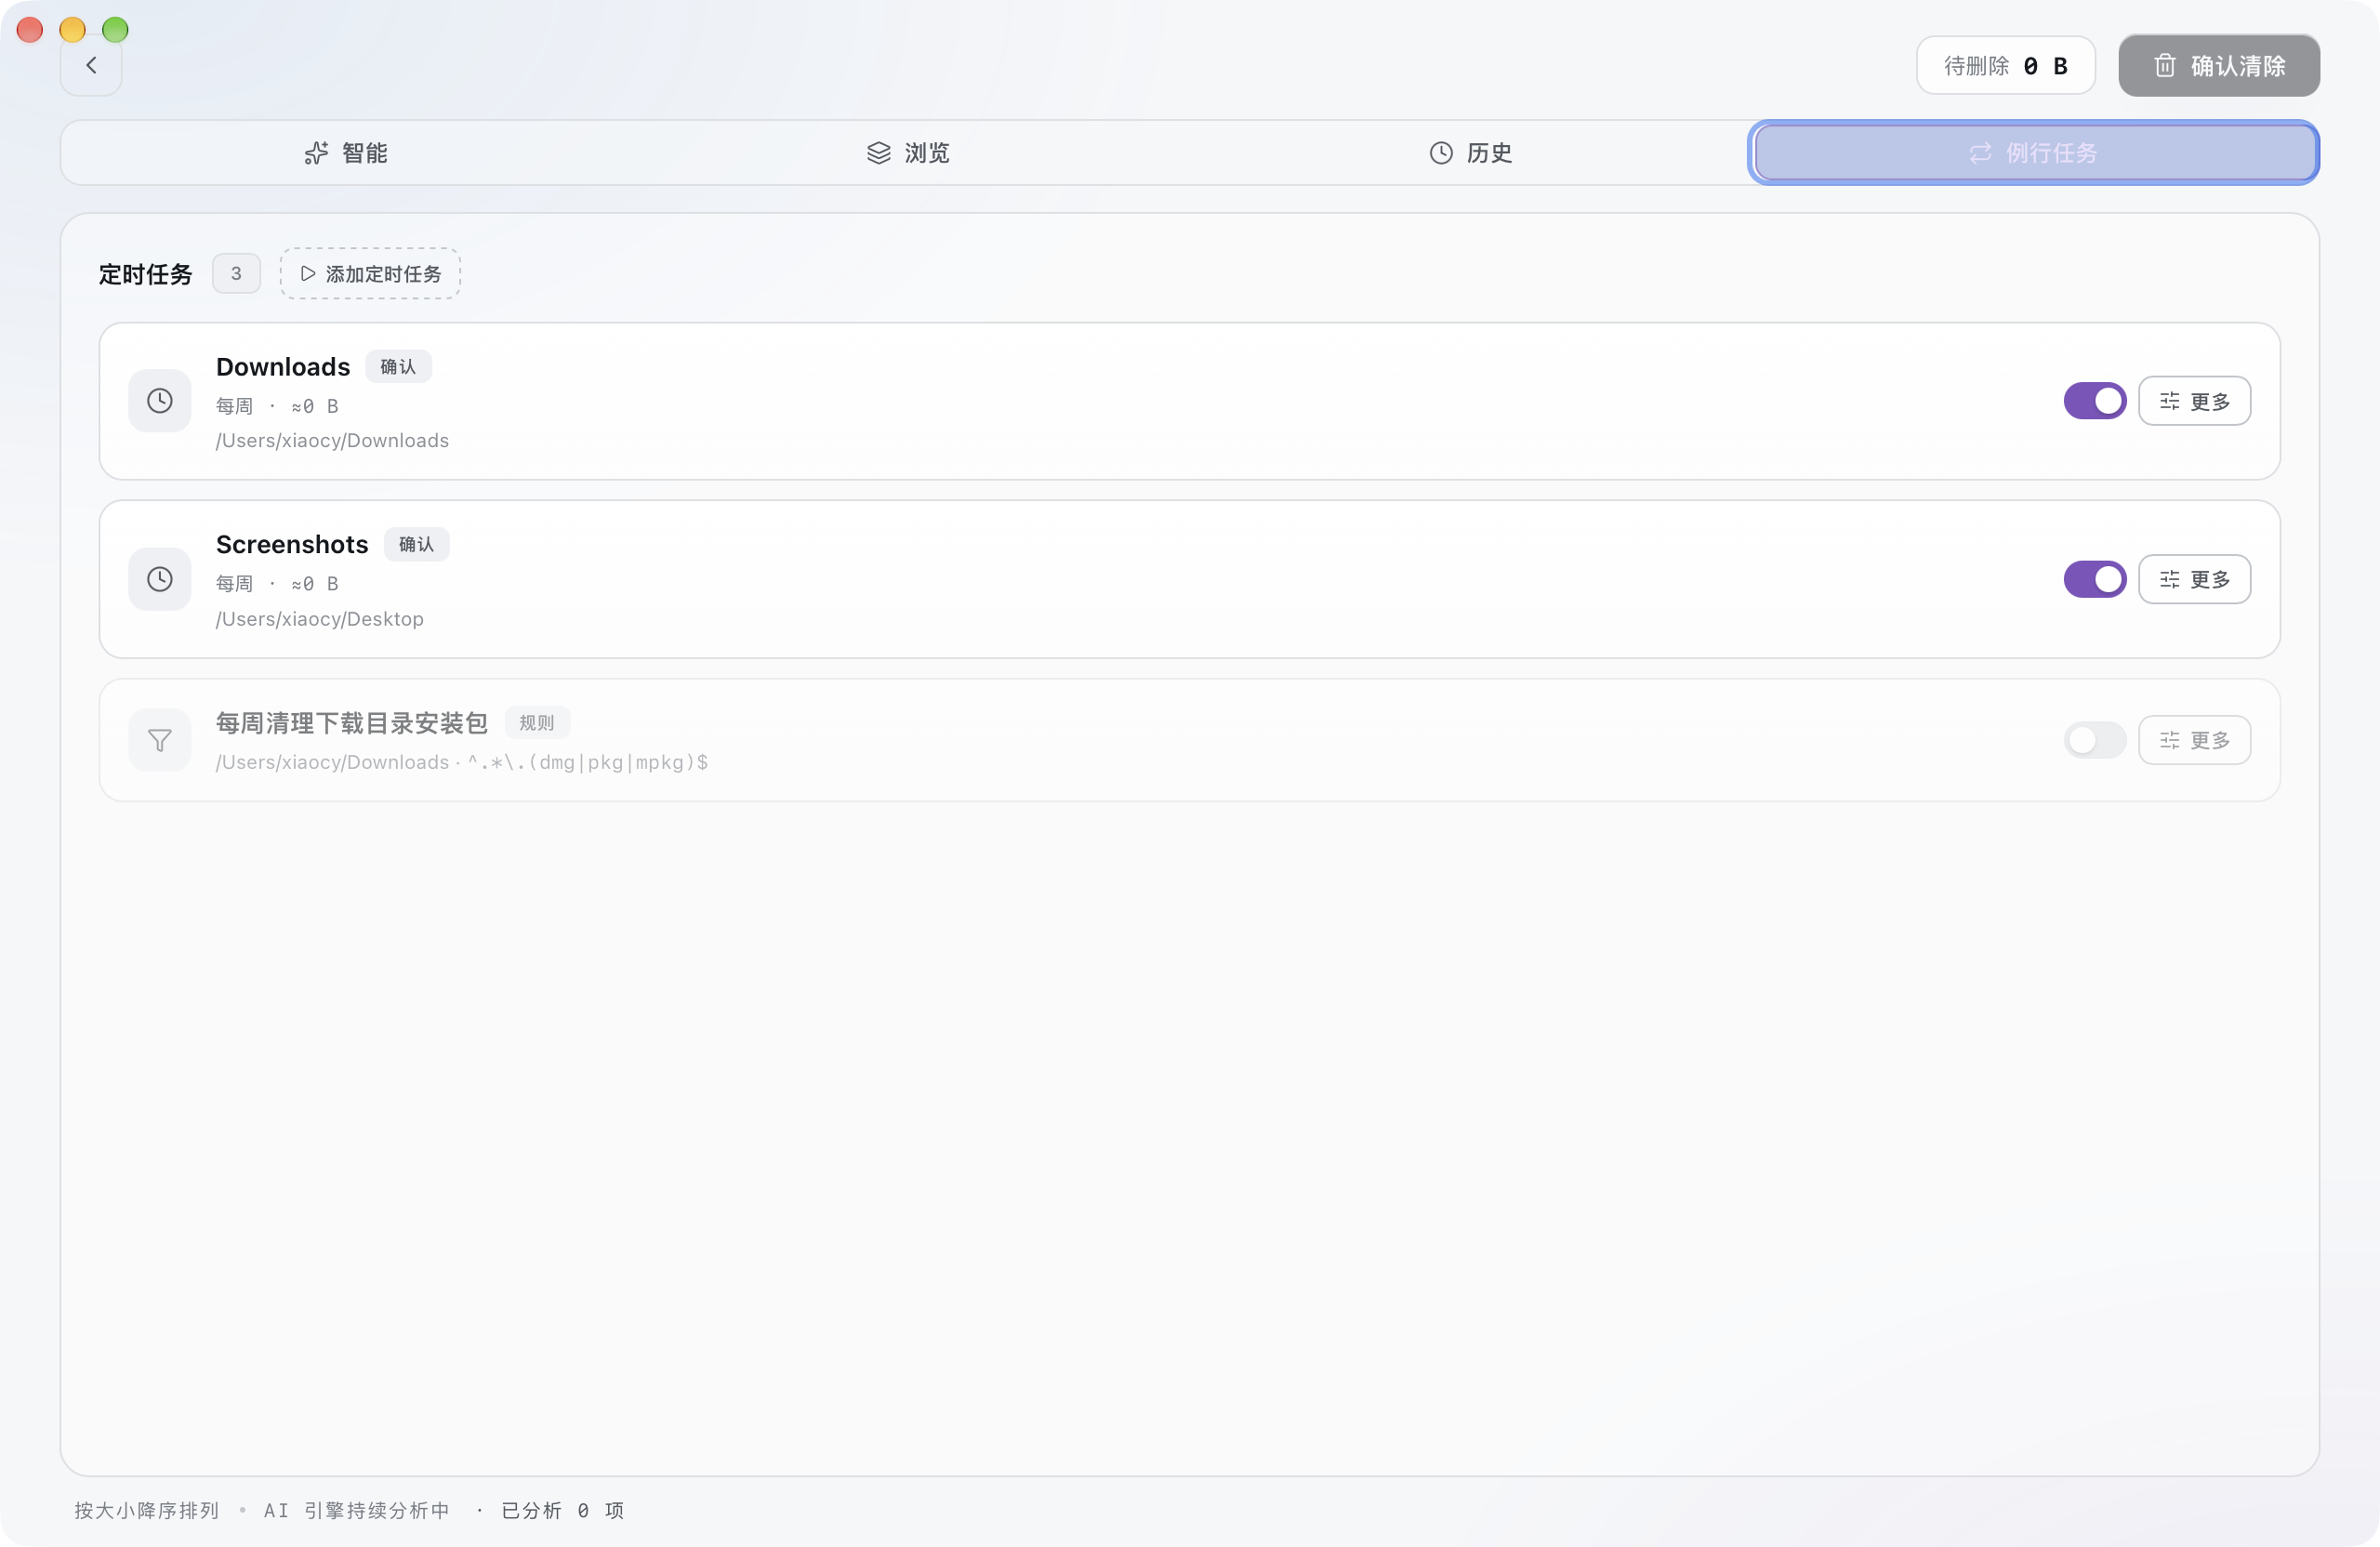 待删除 0 B
确认清除
智能
浏览
历史
例行任务
定时任务 3 添加定时任务
Downloads 确认
每周 · ≈0 B
/Users/xiaocy/Downloads
更多
Screenshots 确认
每周 · ≈0 B
/Users/xiaocy/Desktop
更多
每周清理下载目录安装包 规则
/Users/xiaocy/Downloads · ^.*\.(dmg|pkg|mpkg)$
更多
按大小降序排列 • AI 引擎持续分析中 · 已分析 0 项